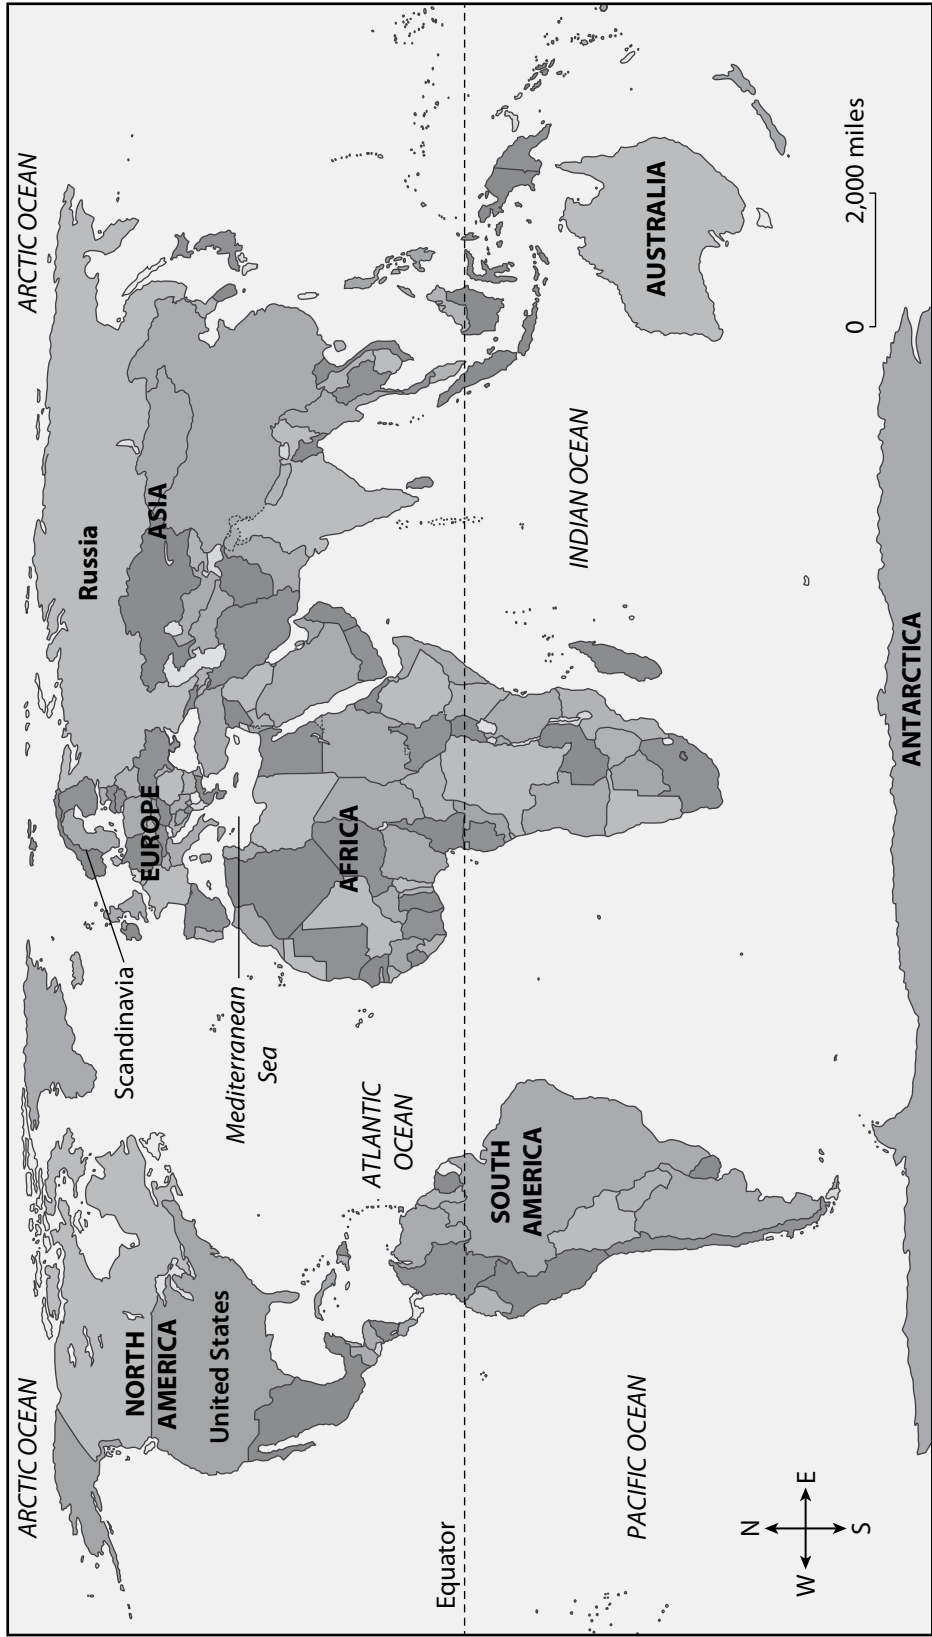 ARCTIC OCEAN
ARCTIC OCEAN
Russia
Scandinavia
NORTH
AMERICA
EUROPE
ASIA
United States
Mediterranean
Sea
ATLANTIC
OCEAN
AFRICA
Equator
SOUTH
AMERICA
INDIAN OCEAN
PACIFIC OCEAN
AUSTRALIA
N
W E
S
0 2,000 miles
ANTARCTICA